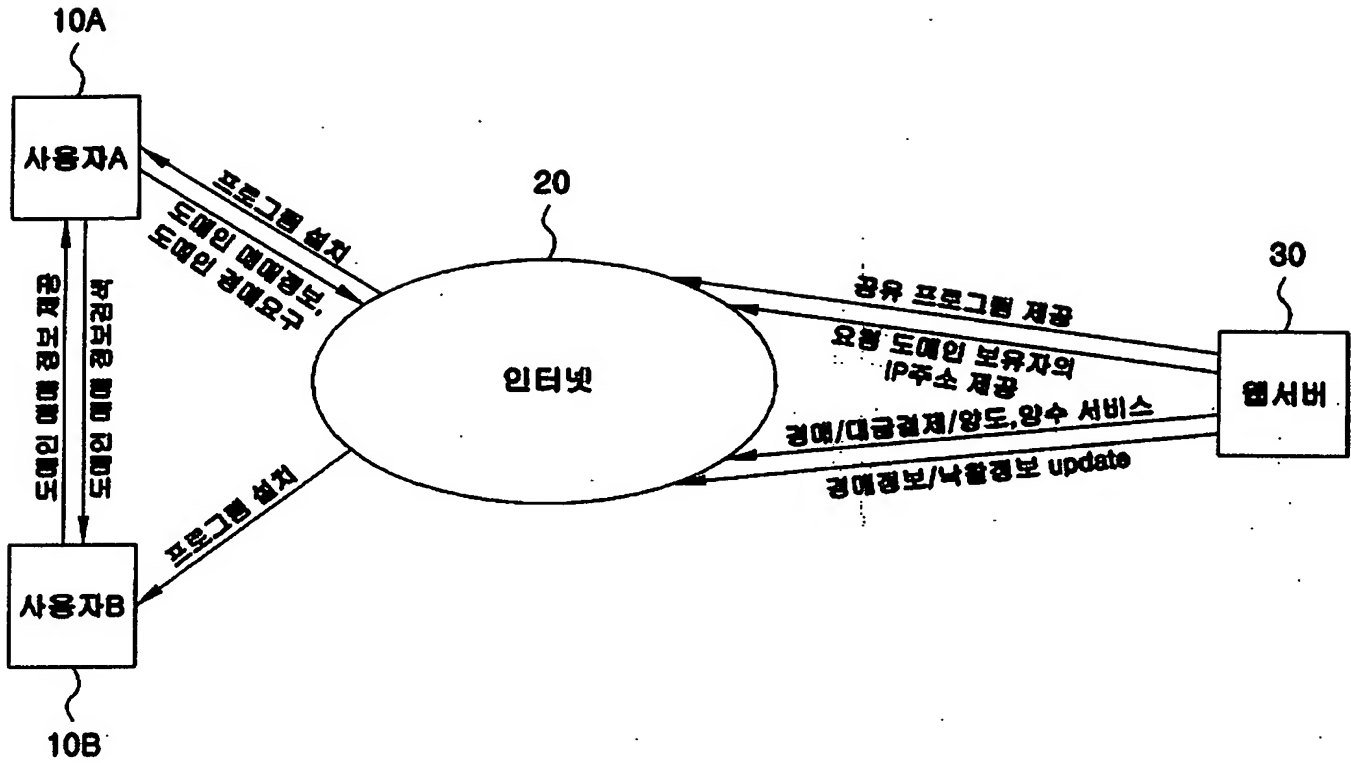 10A
사용자A
프로그램 설치
도메인 매매정보,
도메인 경매요구
20
인터넷
30
웹서버
공유 프로그램 제공
요청 도메인 보유자의
IP주소 제공
경매/대금결제/양도,양수 서비스
경매정보/낙찰정보 update
도메인 매매 정보 제공
도메인 매매 정보검색
프로그램 설치
사용자B
10B